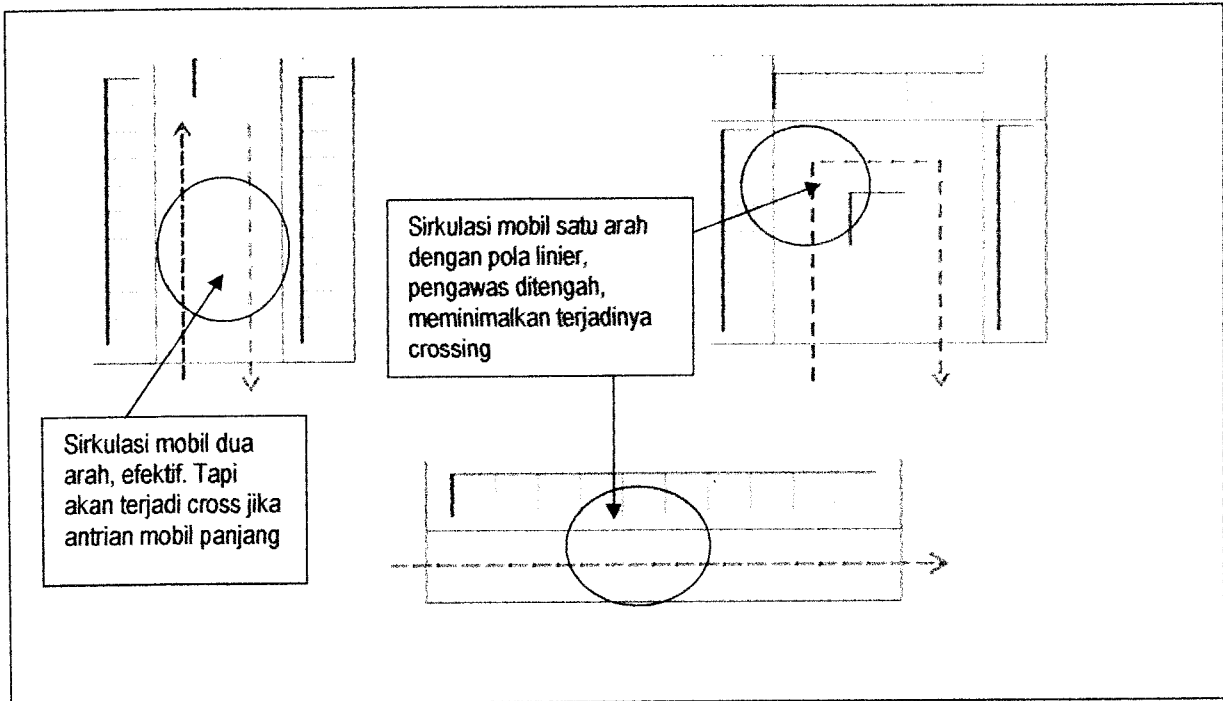 Sirkulasi mobil satu arah
dengan pola linier,
pengawas ditengah,
meminimalkan terjadinya
crossing
Sirkulasi mobil dua
arah, efektif. Tapi
akan terjadi cross jika
antrian mobil panjang